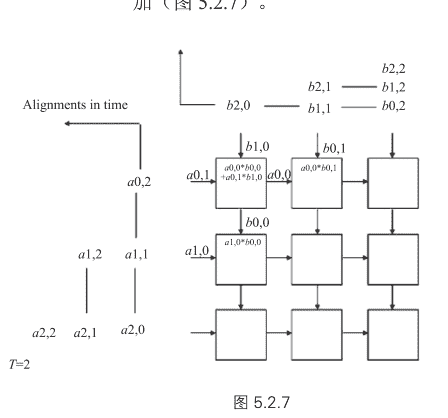 加（图 5.2.7）。
b2,2
b2,1 b1,2
b2,0 b1,1 b0,2
Alignments in time
b1,0 b0,1
a0,2 a0,1 a0,0*b0,0 a0,0 a0,0*b0,1
+a0,1*b1,0
b0,0
a1,2 a1,1 a1,0 a1,0*b0,0
a2,2 a2,1 a2,0
T=2
图 5.2.7